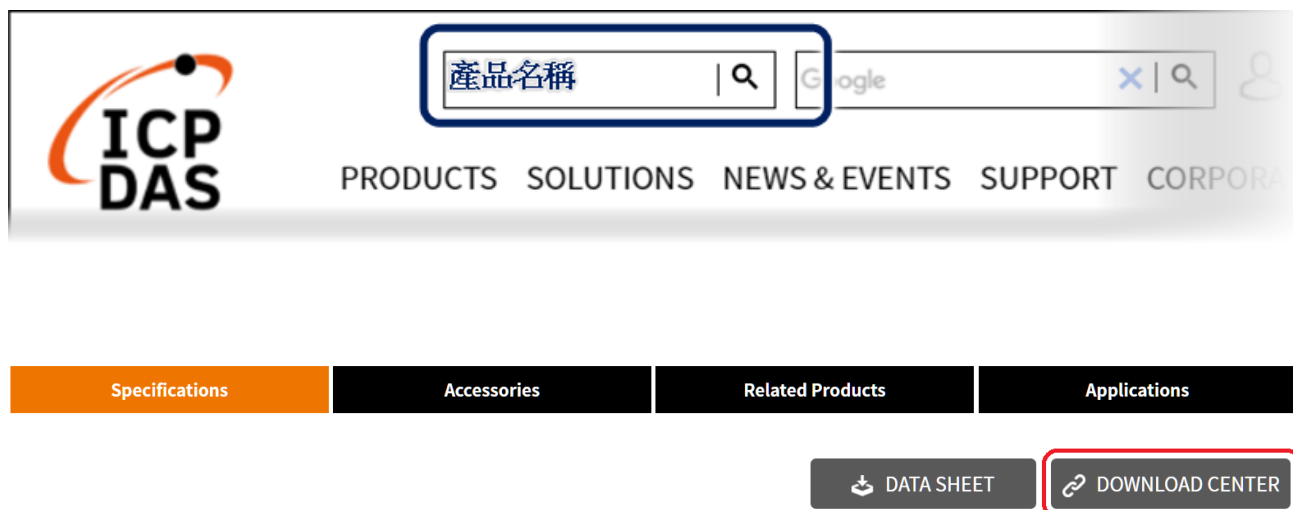 產品名稱
Google
ICP
DAS
PRODUCTS SOLUTIONS NEWS & EVENTS SUPPORT CORPORA
Specifications Accessories Related Products Applications
DATA SHEET DOWNLOAD CENTER